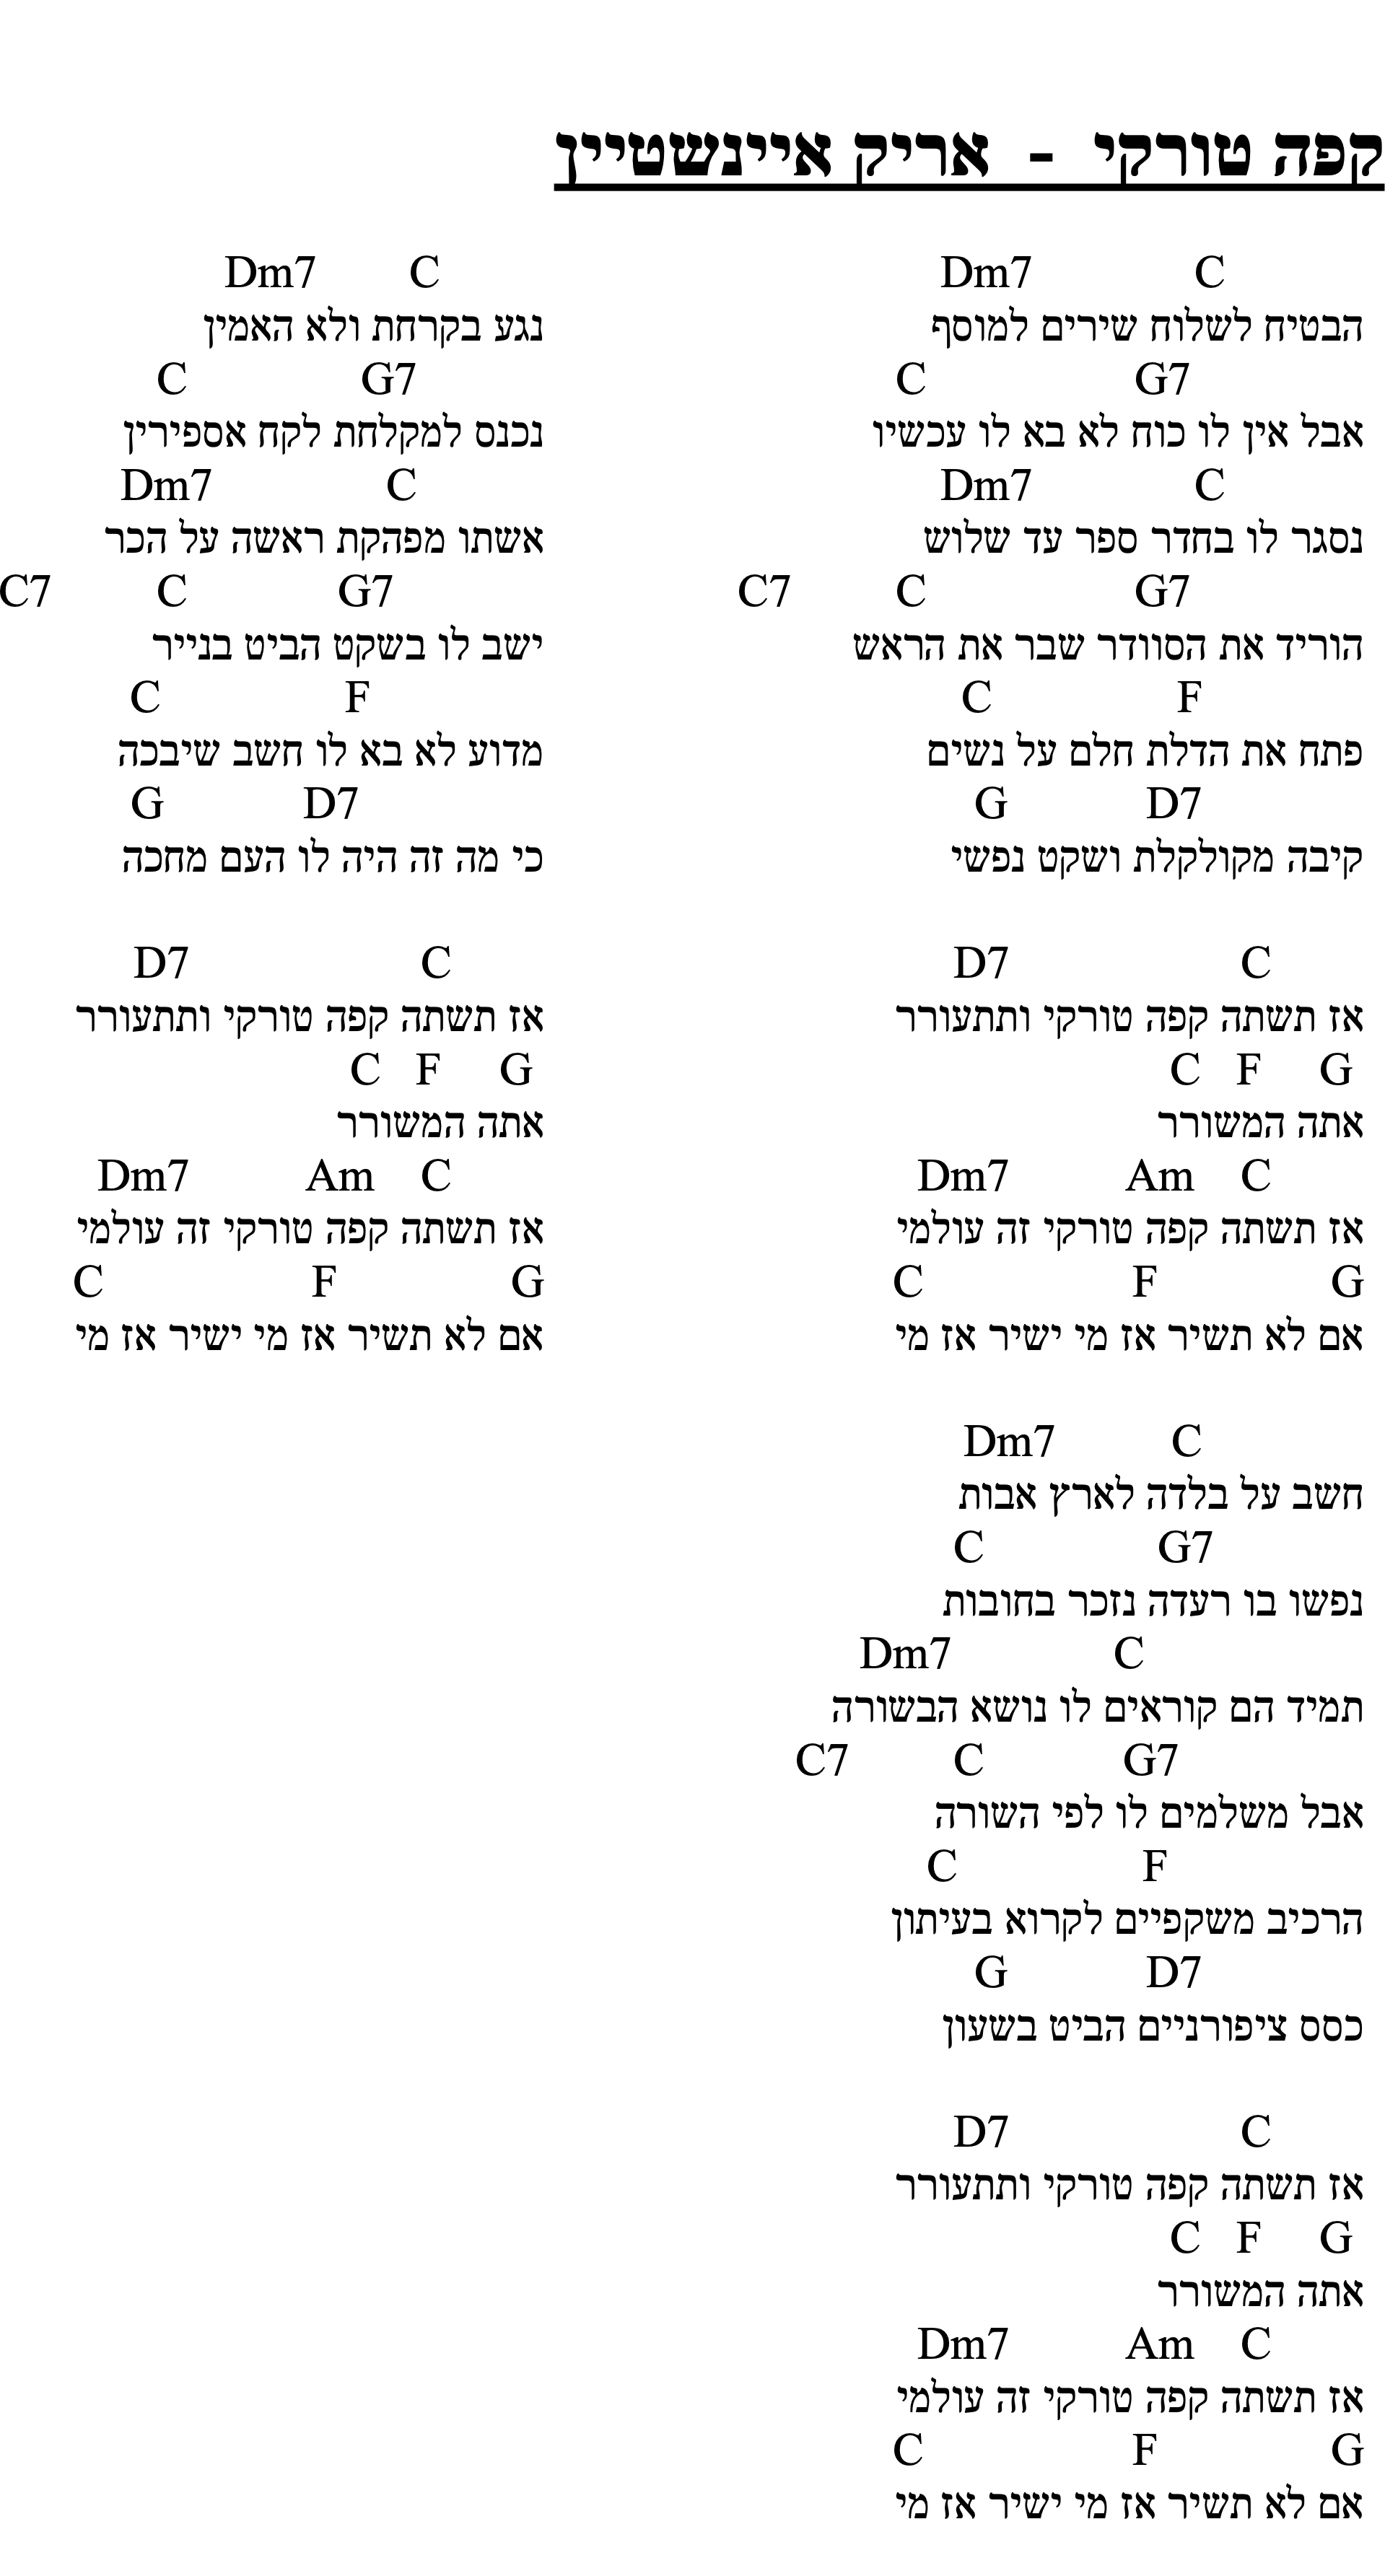 קפה טורקי - אריק איינשטיין
Dm7 C
הבטיח לשלוח שירים למוסף
C G7
אבל אין לו כוח לא בא לו עכשיו
Dm7 C
נסגר לו בחדר ספר עד שלוש
C7 C G7
הוריד את הסוודר שבר את הראש
C F
פתח את הדלת חלם על נשים
G D7
קיבה מקולקלת ושקט נפשי
D7 C
אז תשתה קפה טורקי ותתעורר
C F G
אתה המשורר
Dm7 Am C
אז תשתה קפה טורקי זה עולמי
C F G
אם לא תשיר אז מי ישיר אז מי
Dm7 C
חשב על בלדה לארץ אבות
C G7
נפשו בו רעדה נזכר בחובות
Dm7 C
תמיד הם קוראים לו נושא הבשורה
C7 C G7
אבל משלמים לו לפי השורה
C F
הרכיב משקפיים לקרוא בעיתון
G D7
כסס ציפורניים הביט בשעון
D7 C
אז תשתה קפה טורקי ותתעורר
C F G
אתה המשורר
Dm7 Am C
אז תשתה קפה טורקי זה עולמי
C F G
אם לא תשיר אז מי ישיר אז מי
Dm7 C
נגע בקרחת ולא האמין
C G7
נכנס למקלחת לקח אספירין
Dm7 C
אשתו מפהקת ראשה על הכר
C7 C G7
ישב לו בשקט הביט בנייר
C F
מדוע לא בא לו חשב שיבכה
G D7
כי מה זה היה לו העם מחכה
D7 C
אז תשתה קפה טורקי ותתעורר
C F G
אתה המשורר
Dm7 Am C
אז תשתה קפה טורקי זה עולמי
C F G
אם לא תשיר אז מי ישיר אז מי